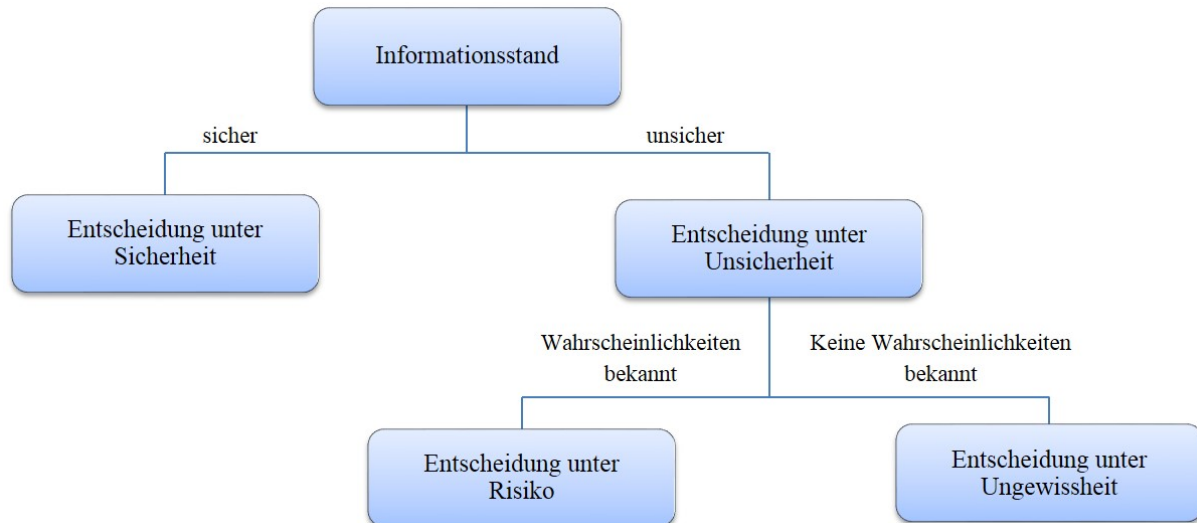 Informationsstand
sicher
unsicher
Entscheidung unter
Sicherheit
Entscheidung unter
Unsicherheit
Wahrscheinlichkeiten
bekannt
Keine Wahrscheinlichkeiten
bekannt
Entscheidung unter
Risiko
Entscheidung unter
Ungewissheit